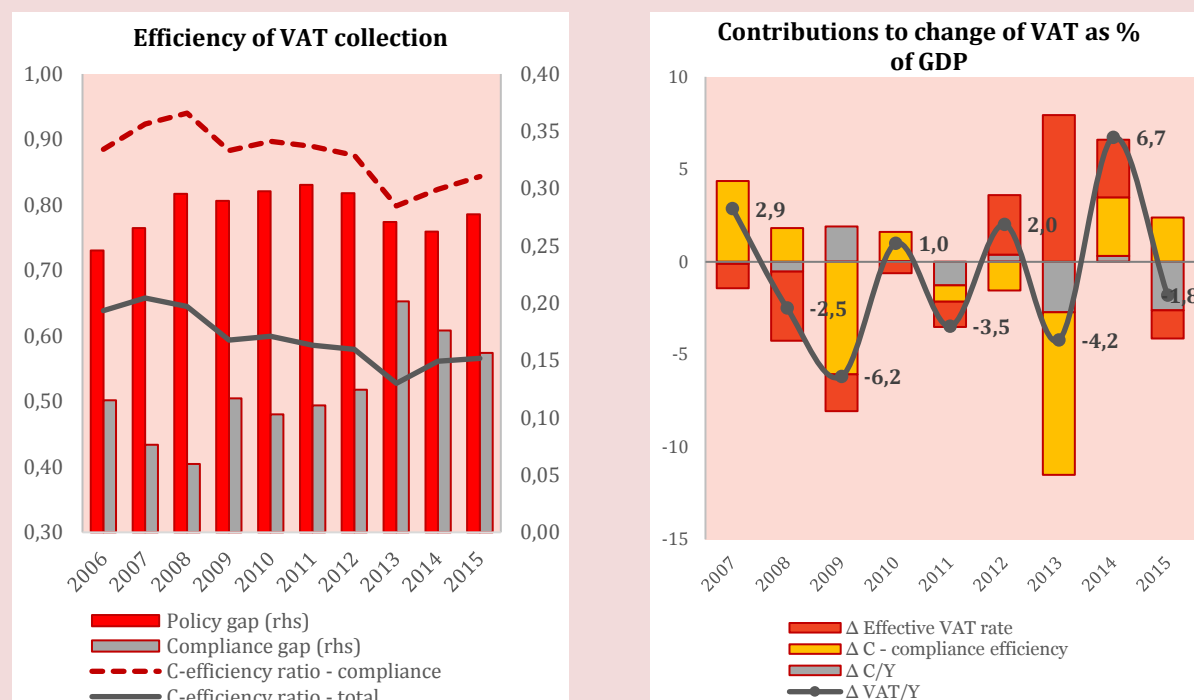 Efficiency of VAT collection
1,00
0,90
0,80
0,70
0,60
0,50
0,40
0,30
0,40
0,35
0,30
0,25
0,20
0,15
0,10
0,05
0,00
2006 2007 2008 2009 2010 2011 2012 2013 2014 2015
Policy gap (rhs)
Compliance gap (rhs)
C-efficiency ratio - compliance
C-efficiency ratio - total
Contributions to change of VAT as %
of GDP
10
5
0
-5
-10
-15
2,9
-2,5
-6,2
1,0
-3,5
2,0
-4,2
6,7
-1,8
2007 2008 2009 2010 2011 2012 2013 2014 2015
Δ Effective VAT rate
Δ C - compliance efficiency
Δ C/Y
Δ VAT/Y